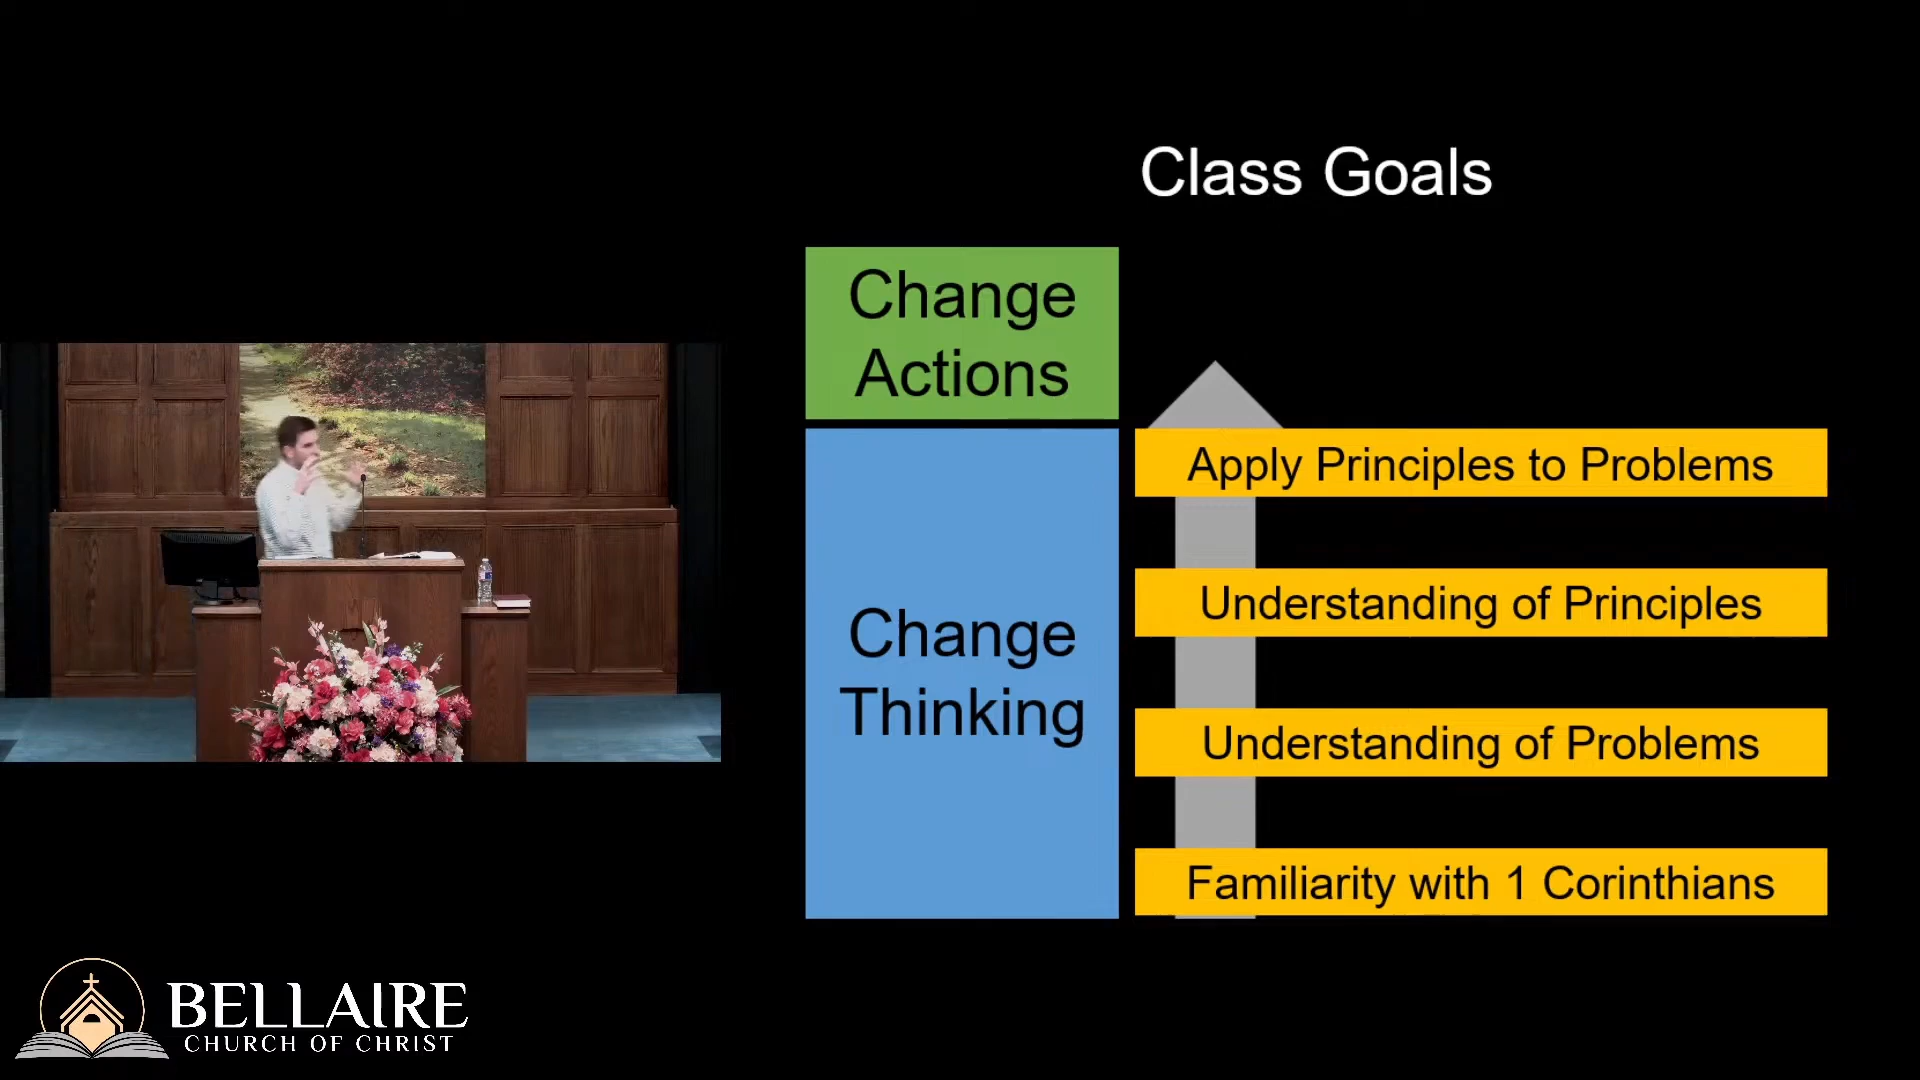 Class Goals
Change
Actions
Change
Thinking
Apply Principles to Problems
Understanding of Principles
Understanding of Problems
Familiarity with 1 Corinthians
BELLAIRE
CHURCH OF CHRIST